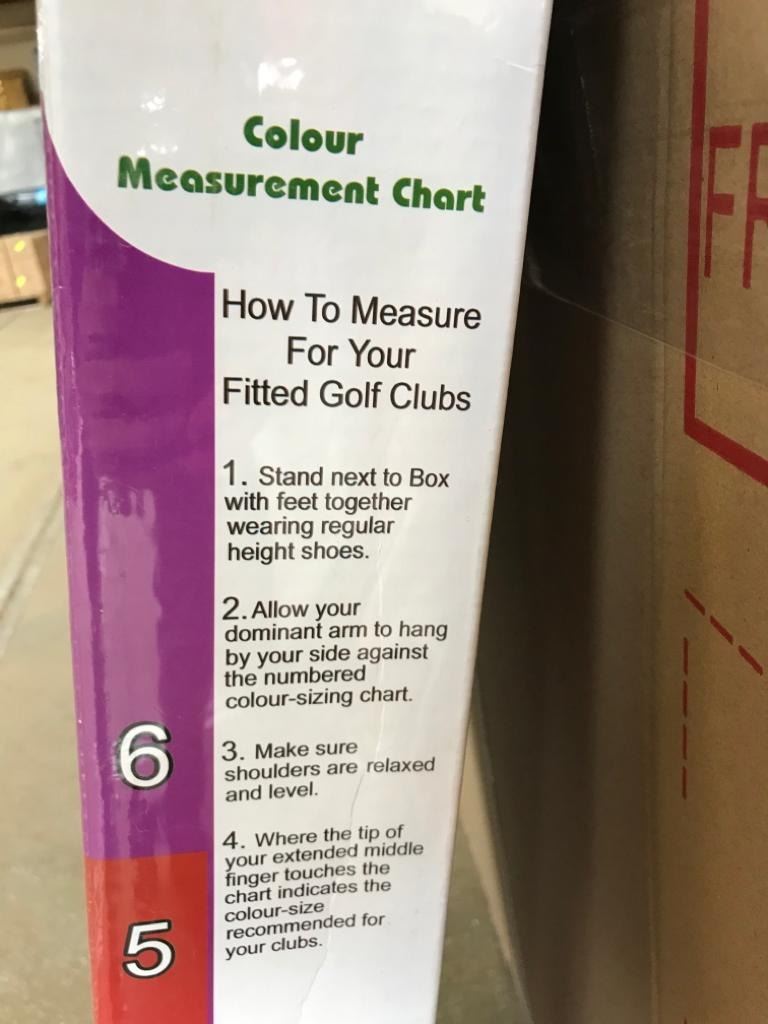 Colour
Measurement Chart
How To Measure
For Your
Fitted Golf Clubs
1. Stand next to Box
with feet together
wearing regular
height shoes.
2. Allow your
dominant arm to hang
by your side against
the numbered
colour-sizing chart.
6
3. Make sure
shoulders are relaxed
and level.
4. Where the tip of
your extended middle
finger touches the
chart indicates the
colour-size
recommended for
your clubs.
5
FR